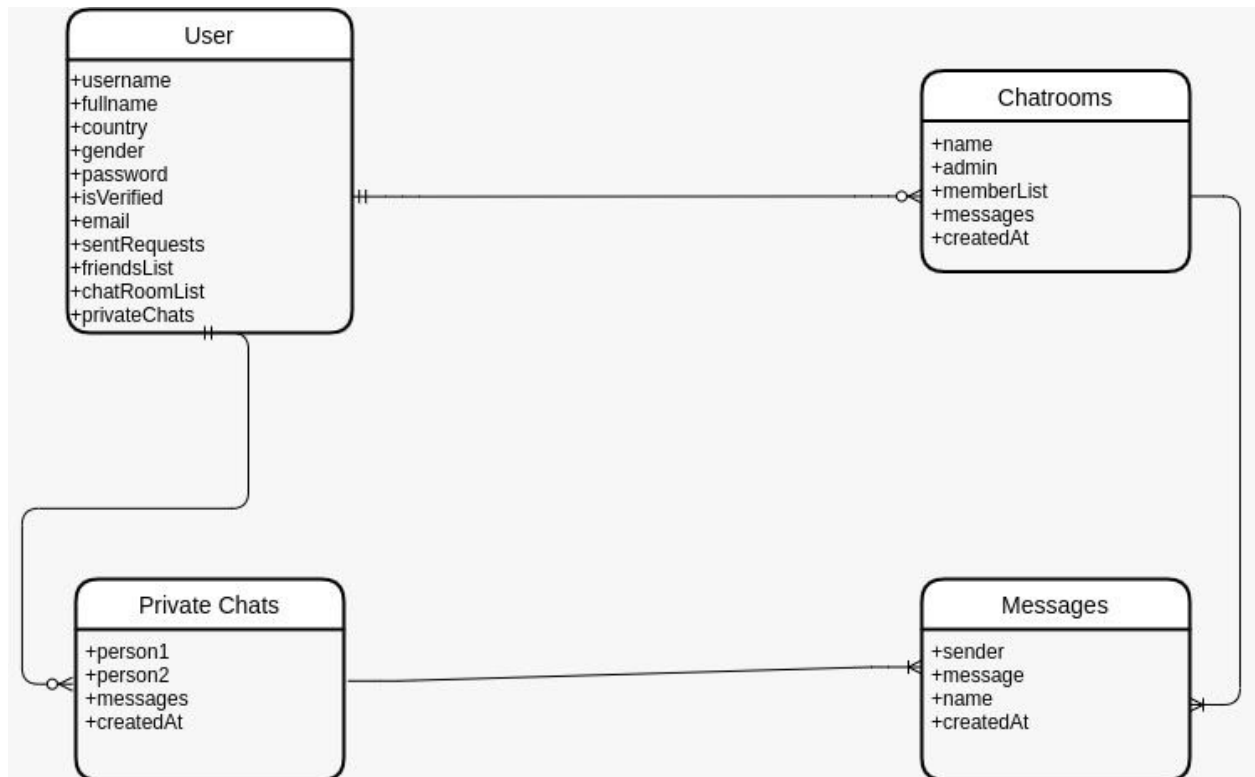 User
+username
+fullname
+country
+gender
+password
+isVerified
+email
+sentRequests
+friendsList
+chatRoomList
+privateChats
Chatrooms
+name
+admin
+memberList
+messages
+createdAt
Private Chats
+person1
+person2
+messages
+createdAt
Messages
+sender
+message
+name
+createdAt